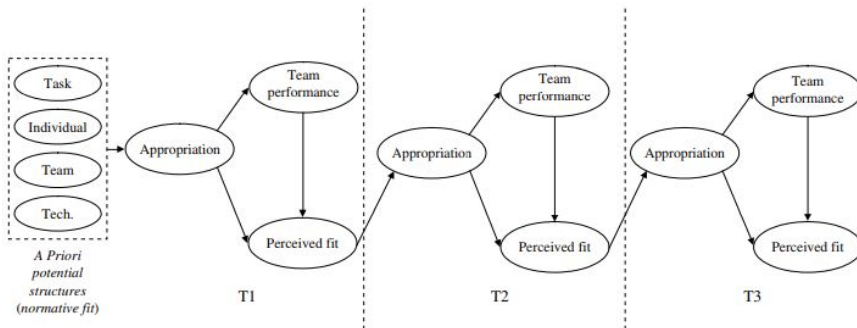 Task
Individual
Team
Tech.
A Priori
potential
structures
(normative fit)
Appropriation
Team
performance
Perceived fit
T1
Appropriation
Team
performance
Perceived fit
T2
Appropriation
Team
performance
Perceived fit
T3